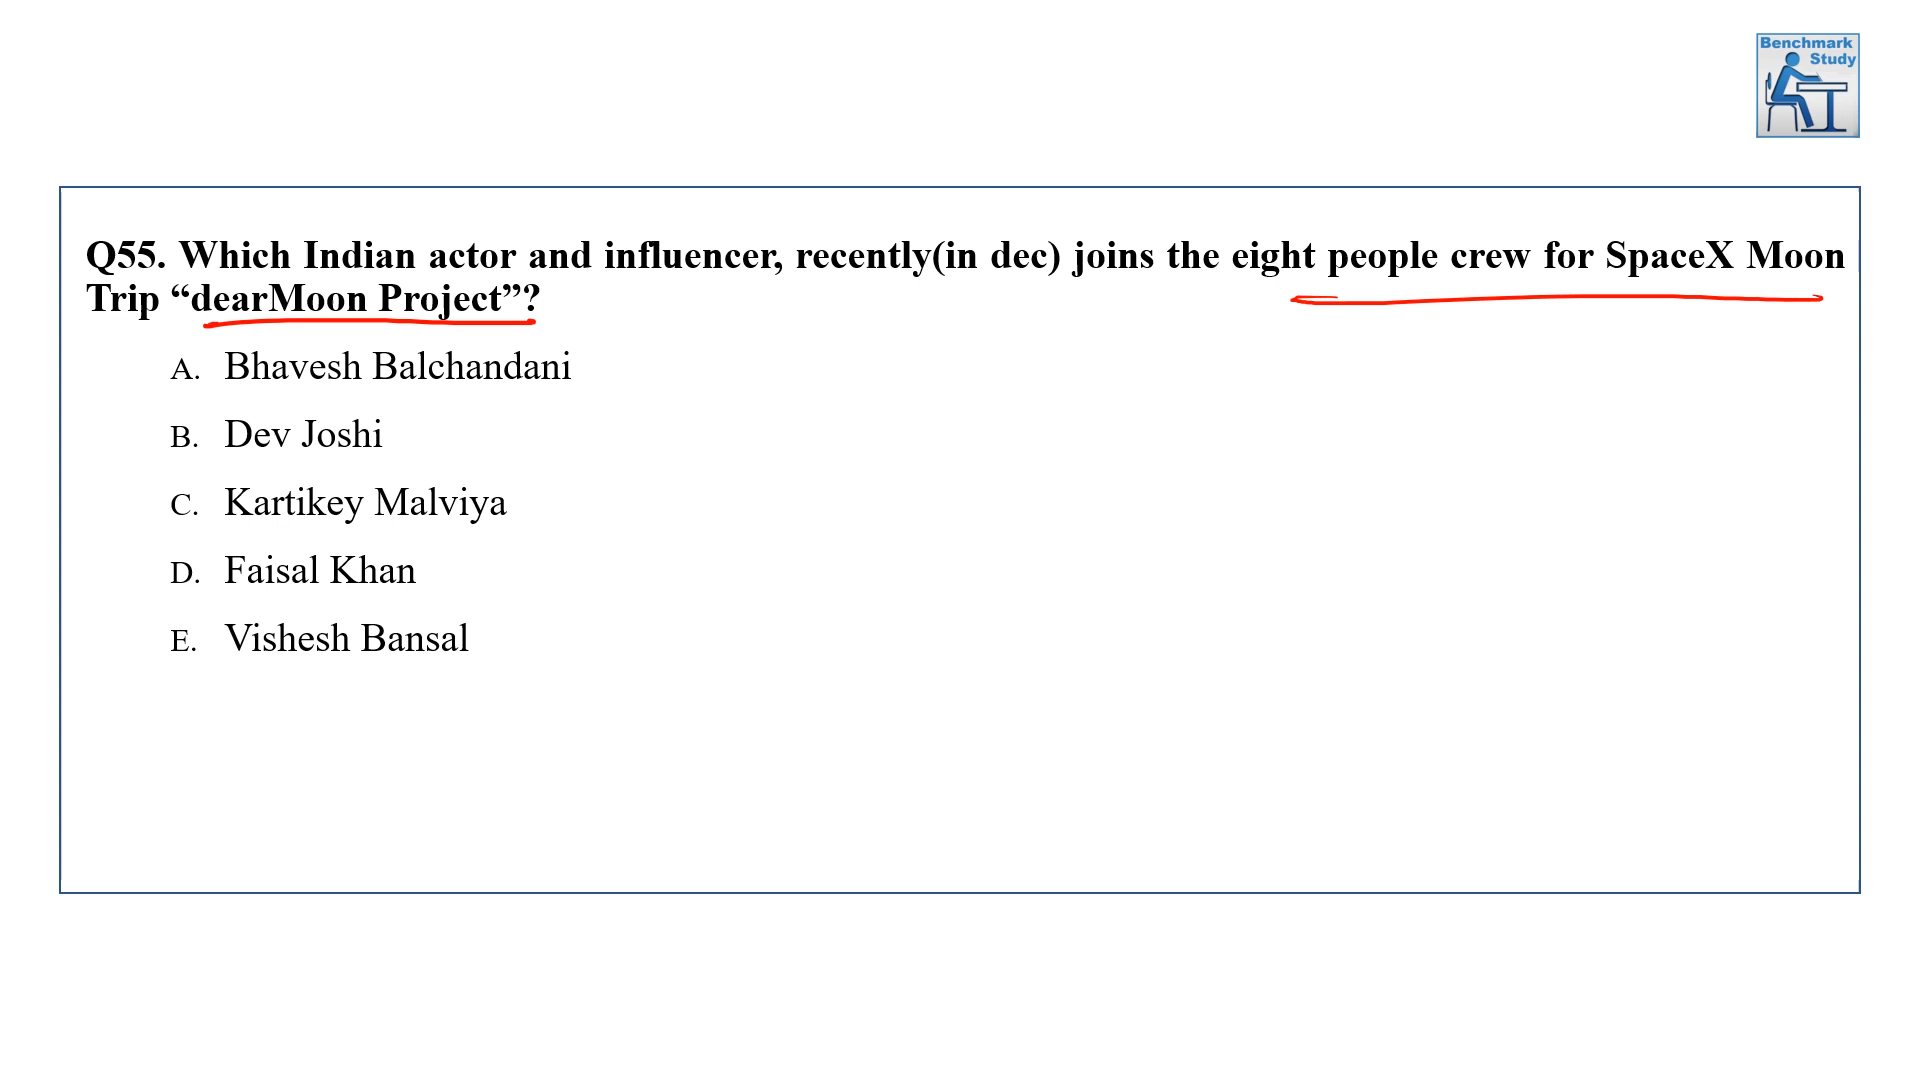 Benchmark
Study
Q55. Which Indian actor and influencer, recently(in dec) joins the eight people crew for SpaceX Moon
Trip “dearMoon Project”?
A. Bhavesh Balchandani
B. Dev Joshi
C. Kartikey Malviya
D. Faisal Khan
E. Vishesh Bansal